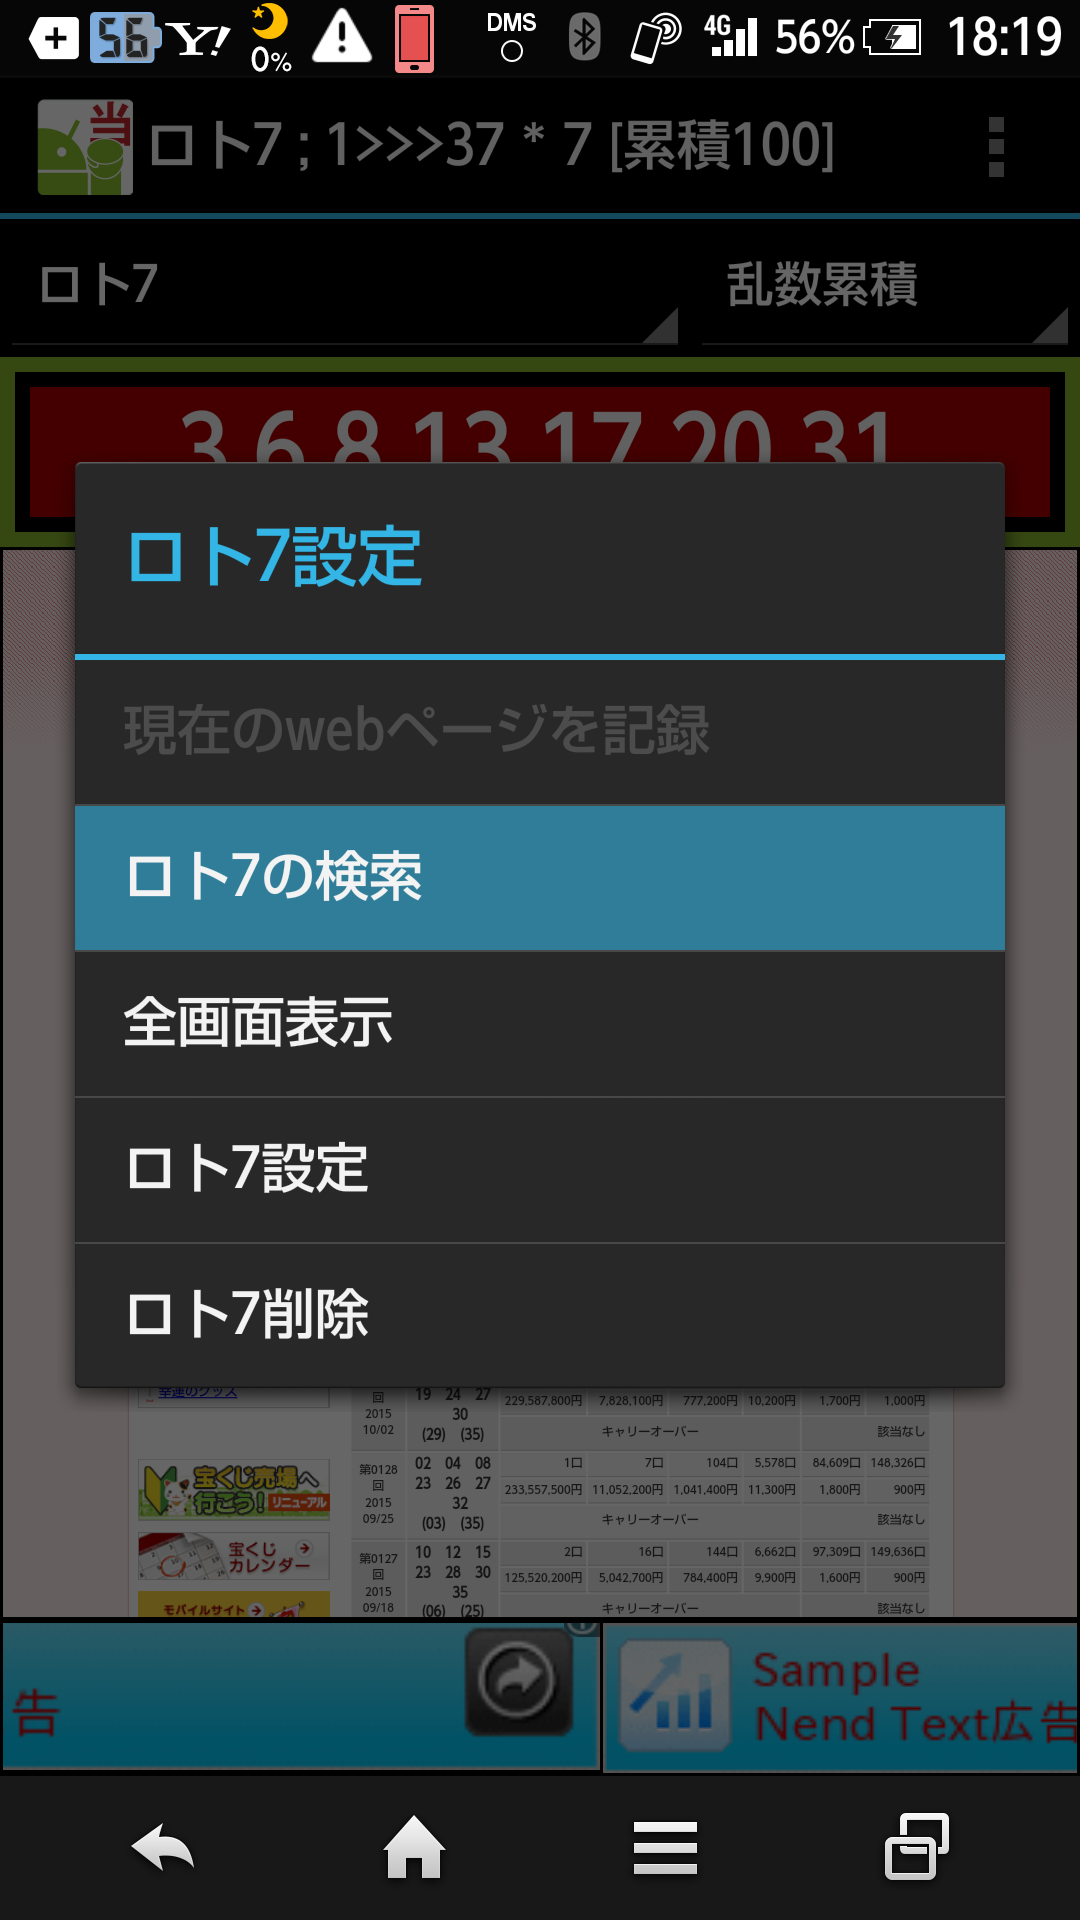 56 Y! 0% DMS 4G 56% 18:19
当
ロト7 ; 1>>>37 * 7 [累積100]
ロト7 乱数累積
3 6 8 13 17 20 31
ロト7設定
現在のwebページを記録
ロト7の検索
全画面表示
ロト7設定
ロト7削除
幸運のグッズ
回 19 24 27 229,587,800円 7,828,100円 777,200円 10,200円 1,700円 1,000円
2015 30
10/02 (29) (35) キャリーオーバー 該当なし
第0128 02 04 08 1口 7口 104口 5,578口 84,609口 148,326口
回 23 26 27 233,557,500円 11,052,200円 1,041,400円 11,300円 1,800円 900円
2015 32
09/25 (03) (35) キャリーオーバー 該当なし
第0127 10 12 15 2口 16口 144口 6,662口 97,309口 149,636口
回 23 28 30 125,520,200円 5,042,700円 784,400円 9,900円 1,600円 900円
2015 35
09/18 (06) (25) キャリーオーバー 該当なし
宝くじ売場へ
行こう! リニューアル
宝くじ
カレンダー
モバイルサイト
告
Sample
Nend Text広告